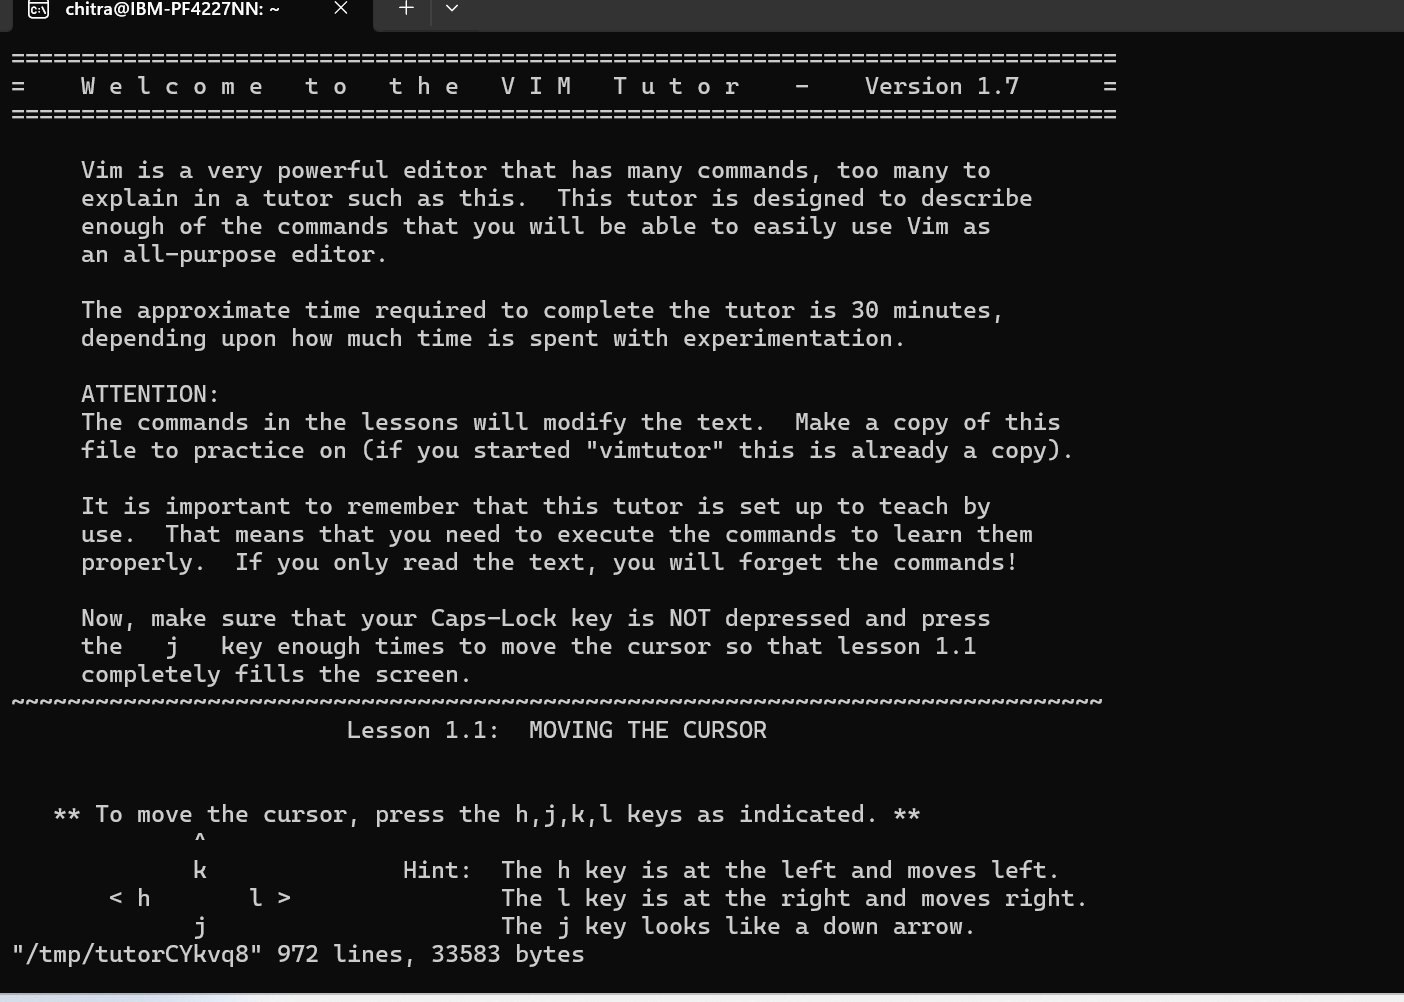 chitra@IBM-PF4227NN: ~
===============================================================================
=    W e l c o m e   t o   t h e   V I M   T u t o r    -    Version 1.7      =
===============================================================================
Vim is a very powerful editor that has many commands, too many to
explain in a tutor such as this.  This tutor is designed to describe
enough of the commands that you will be able to easily use Vim as
an all-purpose editor.
The approximate time required to complete the tutor is 30 minutes,
depending upon how much time is spent with experimentation.
ATTENTION:
The commands in the lessons will modify the text.  Make a copy of this
file to practice on (if you started "vimtutor" this is already a copy).
It is important to remember that this tutor is set up to teach by
use.  That means that you need to execute the commands to learn them
properly.  If you only read the text, you will forget the commands!
Now, make sure that your Caps-Lock key is NOT depressed and press
the   j   key enough times to move the cursor so that lesson 1.1
completely fills the screen.
~~~~~~~~~~~~~~~~~~~~~~~~~~~~~~~~~~~~~~~~~~~~~~~~~~~~~~~~~~~~~~~~~~~~~~~~~~~~~~
Lesson 1.1:  MOVING THE CURSOR
** To move the cursor, press the h,j,k,l keys as indicated. **
^
k              Hint:  The h key is at the left and moves left.
< h       l >               The l key is at the right and moves right.
j                     The j key looks like a down arrow.
"/tmp/tutorCYkvq8" 972 lines, 33583 bytes